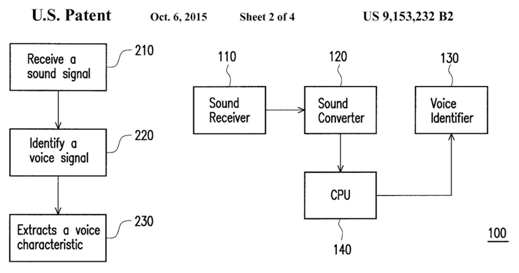 U.S. Patent Oct. 6, 2015 Sheet 2 of 4 US 9,153,232 B2
210
Receive a
sound signal
220
Identify a
voice signal
230
Extracts a voice
characteristic
110
Sound
Receiver
120
Sound
Converter
130
Voice
Identifier
CPU
140
100